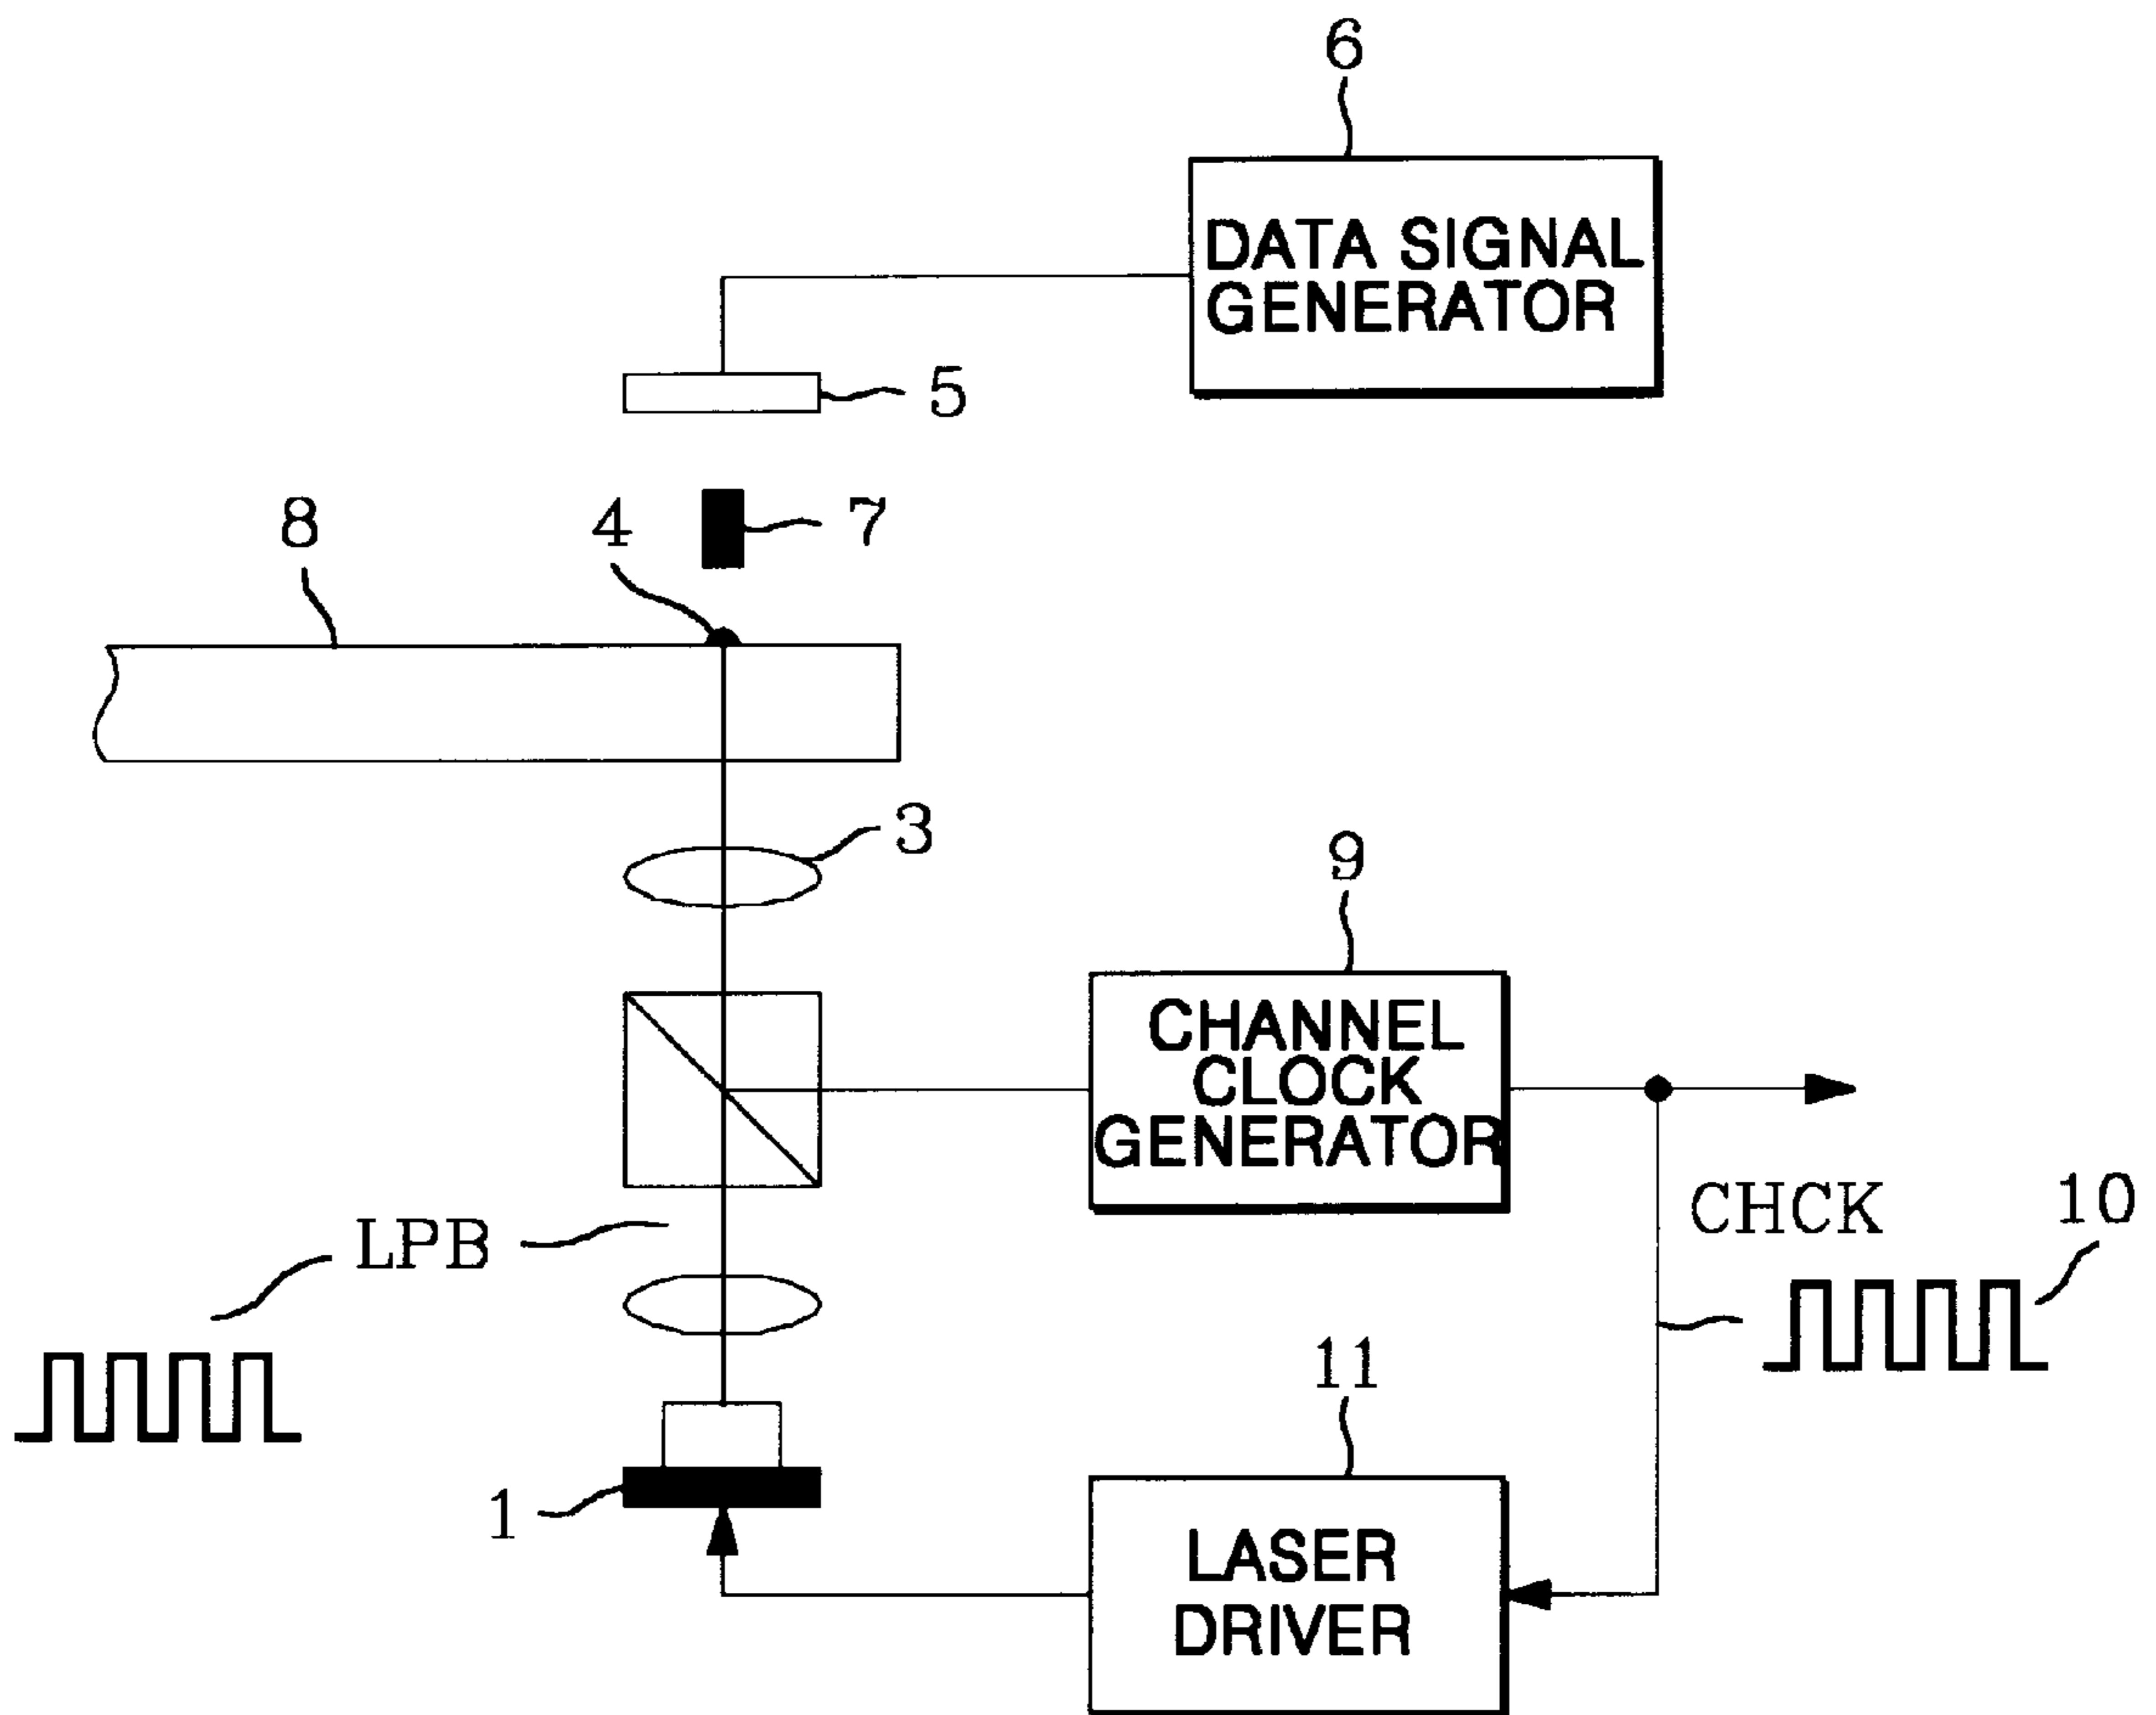 6
DATA SIGNAL
GENERATOR
5
8
4
7
3
9
CHANNEL
CLOCK
GENERATOR
LPB
CHCK
10
11
1
LASER
DRIVER